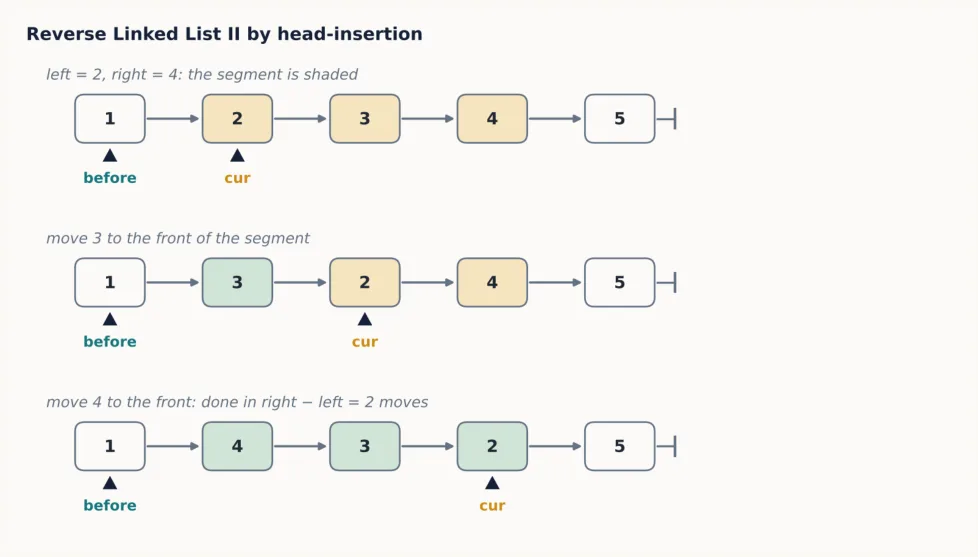 Reverse Linked List II by head-insertion
left = 2, right = 4: the segment is shaded
1 2 3 4 5
before cur
move 3 to the front of the segment
1 3 2 4 5
before cur
move 4 to the front: done in right − left = 2 moves
1 4 3 2 5
before cur